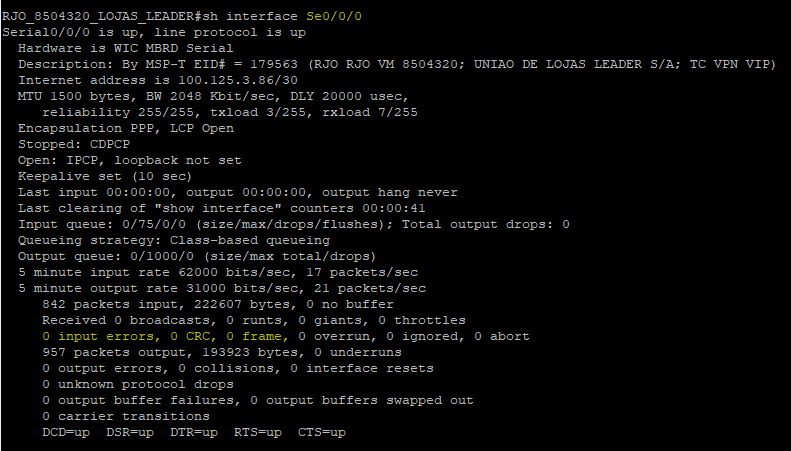 RJO_8504320_LOJAS_LEADER#sh interface Se0/0/0
Serial0/0/0 is up, line protocol is up
  Hardware is WIC MBRD Serial
  Description: By MSP-T EID# = 179563 (RJO RJO VM 8504320; UNIAO DE LOJAS LEADER S/A; TC VPN VIP)
  Internet address is 100.125.3.86/30
  MTU 1500 bytes, BW 2048 Kbit/sec, DLY 20000 usec,
     reliability 255/255, txload 3/255, rxload 7/255
  Encapsulation PPP, LCP Open
  Stopped: CDPCP
  Open: IPCP, loopback not set
  Keepalive set (10 sec)
  Last input 00:00:00, output 00:00:00, output hang never
  Last clearing of "show interface" counters 00:00:41
  Input queue: 0/75/0/0 (size/max/drops/flushes); Total output drops: 0
  Queueing strategy: Class-based queueing
  Output queue: 0/1000/0 (size/max total/drops)
  5 minute input rate 62000 bits/sec, 17 packets/sec
  5 minute output rate 31000 bits/sec, 21 packets/sec
     842 packets input, 222607 bytes, 0 no buffer
     Received 0 broadcasts, 0 runts, 0 giants, 0 throttles
     0 input errors, 0 CRC, 0 frame, 0 overrun, 0 ignored, 0 abort
     957 packets output, 193923 bytes, 0 underruns
     0 output errors, 0 collisions, 0 interface resets
     0 unknown protocol drops
     0 output buffer failures, 0 output buffers swapped out
     0 carrier transitions
     DCD=up  DSR=up  DTR=up  RTS=up  CTS=up